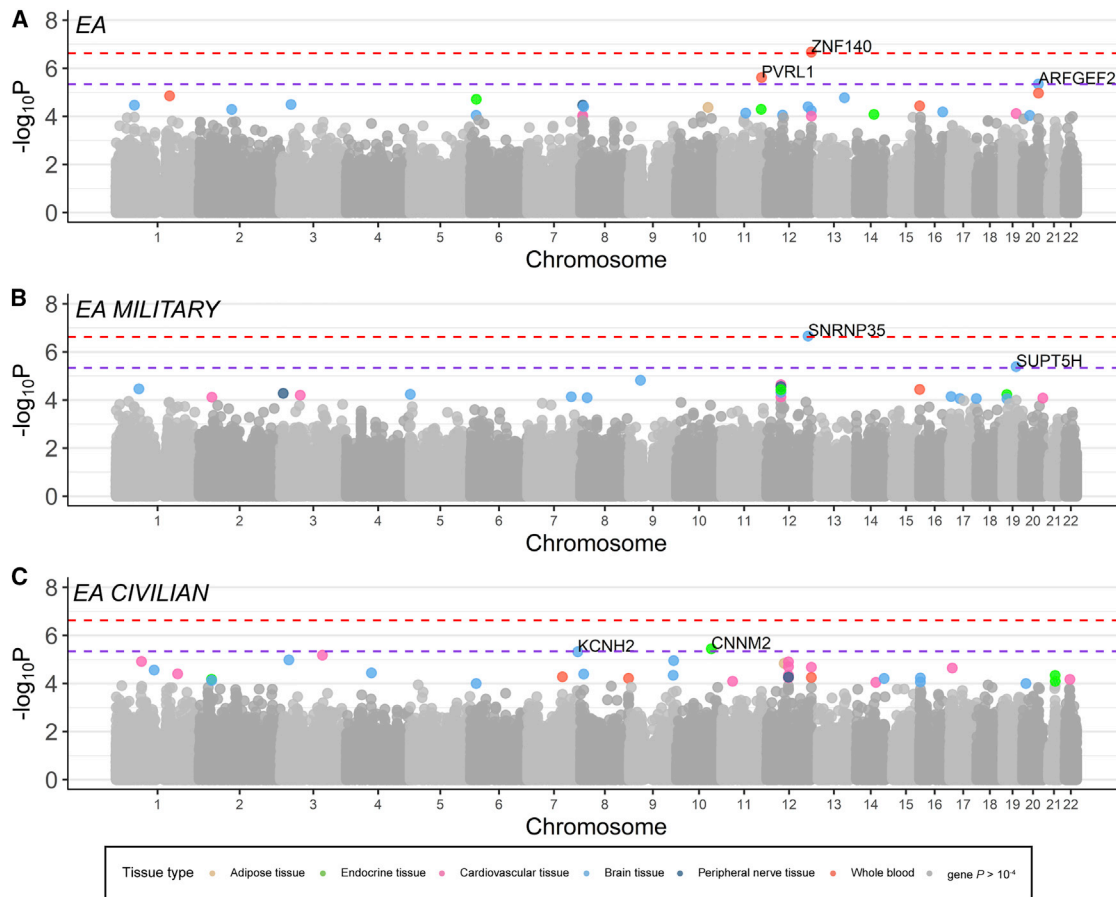 A
EA
8
6
4
2
0
-log10P
ZNF140
PVRL1
ARFGEF2
1 2 3 4 5 6 7 8 9 10 11 12 13 14 15 16 17 18 19 20 21 22
Chromosome
B
EA MILITARY
8
6
4
2
0
-log10P
SNRNP35
SUPT5H
1 2 3 4 5 6 7 8 9 10 11 12 13 14 15 16 17 18 19 20 21 22
Chromosome
C
EA CIVILIAN
8
6
4
2
0
-log10P
KCNH2
CNNM2
1 2 3 4 5 6 7 8 9 10 11 12 13 14 15 16 17 18 19 20 21 22
Chromosome
Tissue type Adipose tissue Endocrine tissue Cardiovascular tissue Brain tissue Peripheral nerve tissue Whole blood gene P > 10⁻⁴